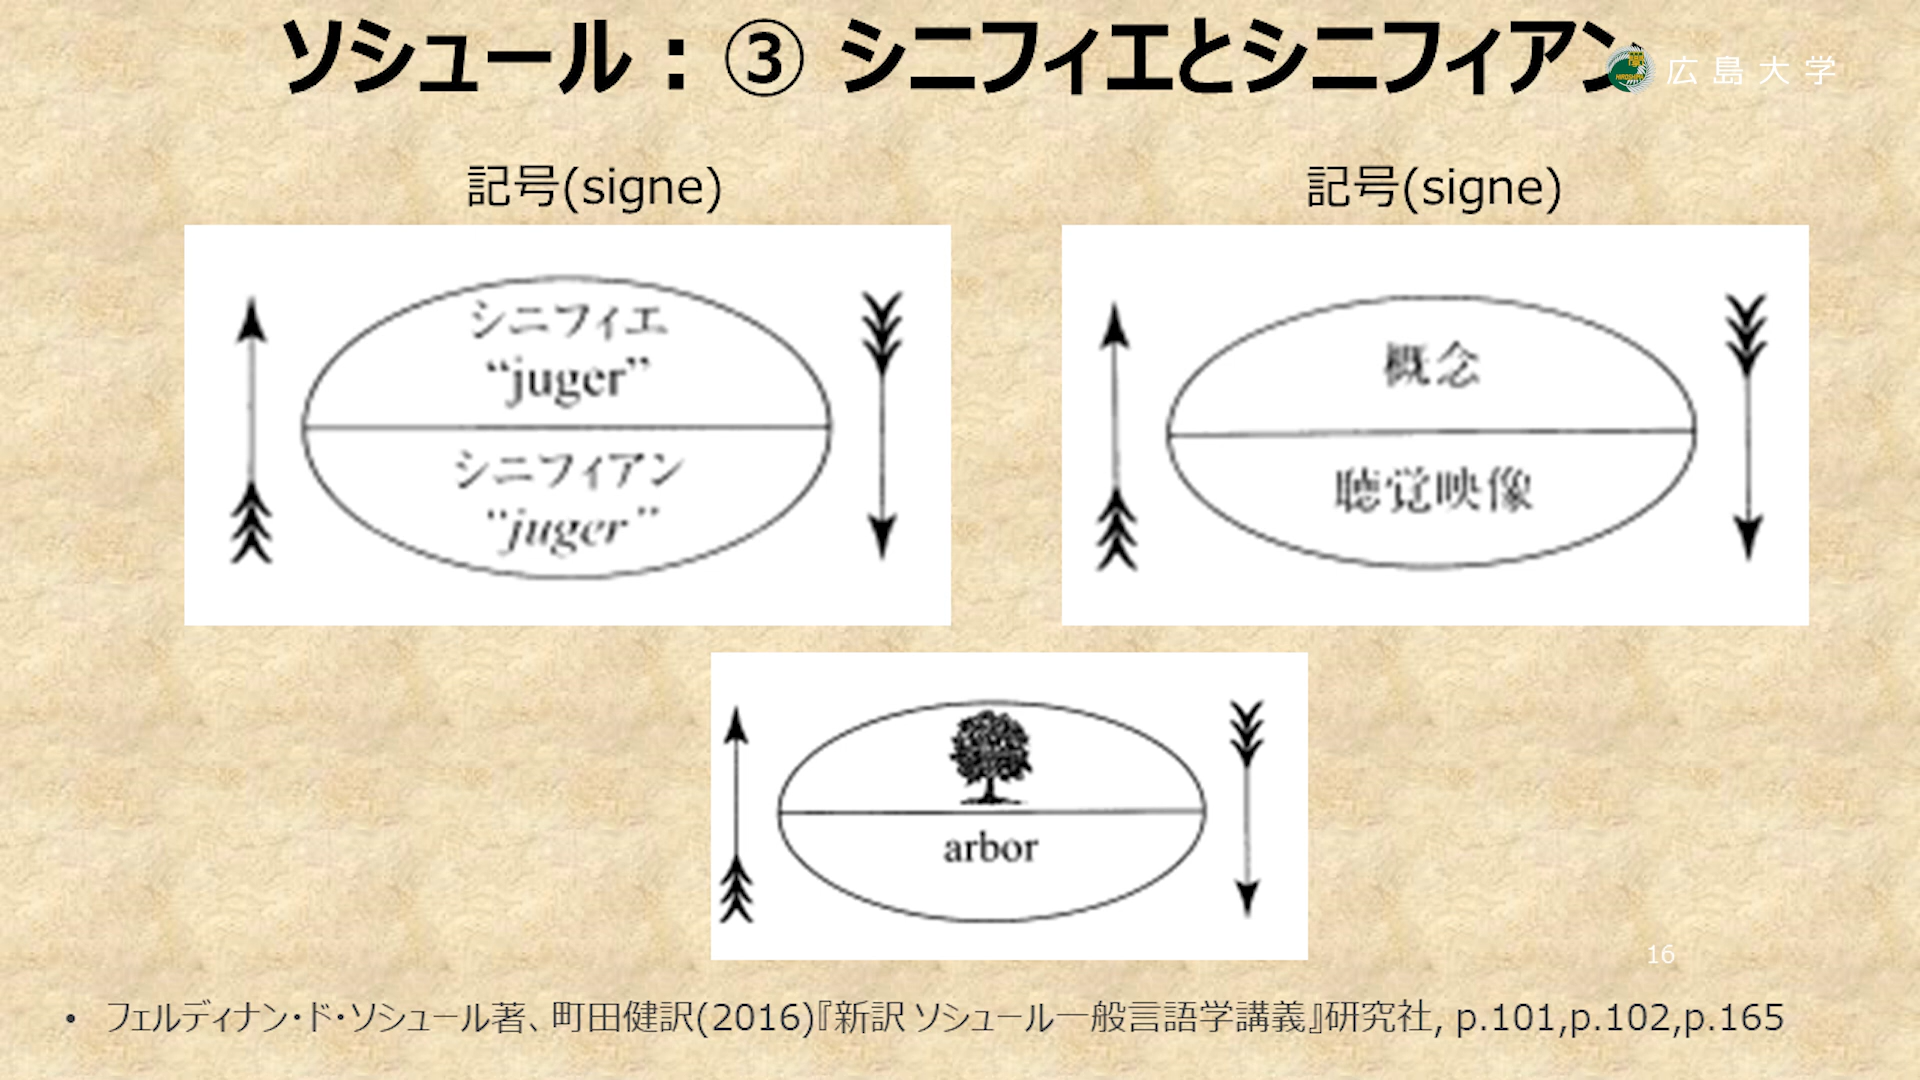 ソシュール：③ シニフィエとシニフィアン
広島大学
記号(signe)
記号(signe)
シニフィエ
“juger”
シニフィアン
“juger”
概念
聴覚映像
arbor
16
• フェルディナン・ド・ソシュール著、町田健訳(2016)『新訳 ソシュール一般言語学講義』研究社, p.101,p.102,p.165